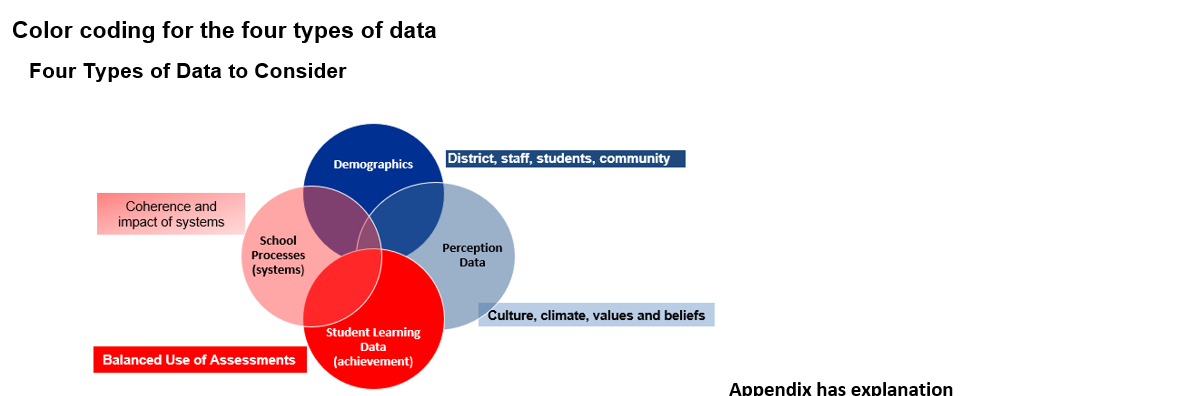 Color coding for the four types of data
Four Types of Data to Consider
Demographics
District, staff, students, community
Coherence and
impact of systems
School
Processes
(systems)
Perception
Data
Culture, climate, values and beliefs
Student Learning
Data
(achievement)
Balanced Use of Assessments
Appendix has explanation